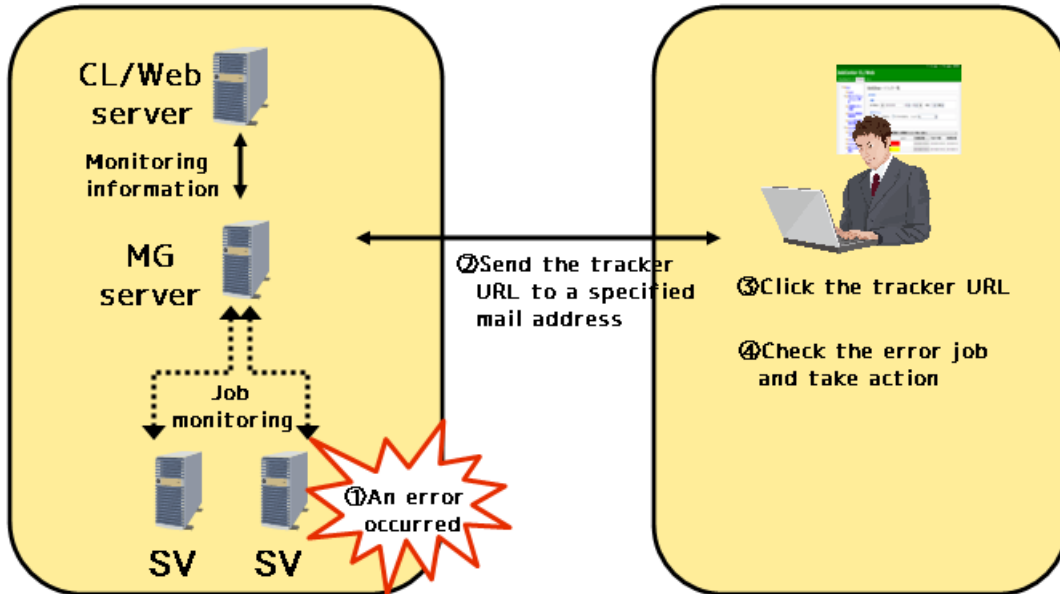 CL/Web
server
Monitoring
information
MG
server
Job
monitoring
①An error
occurred
SV
SV
②Send the tracker
URL to a specified
mail address
③Click the tracker URL
④Check the error job
and take action